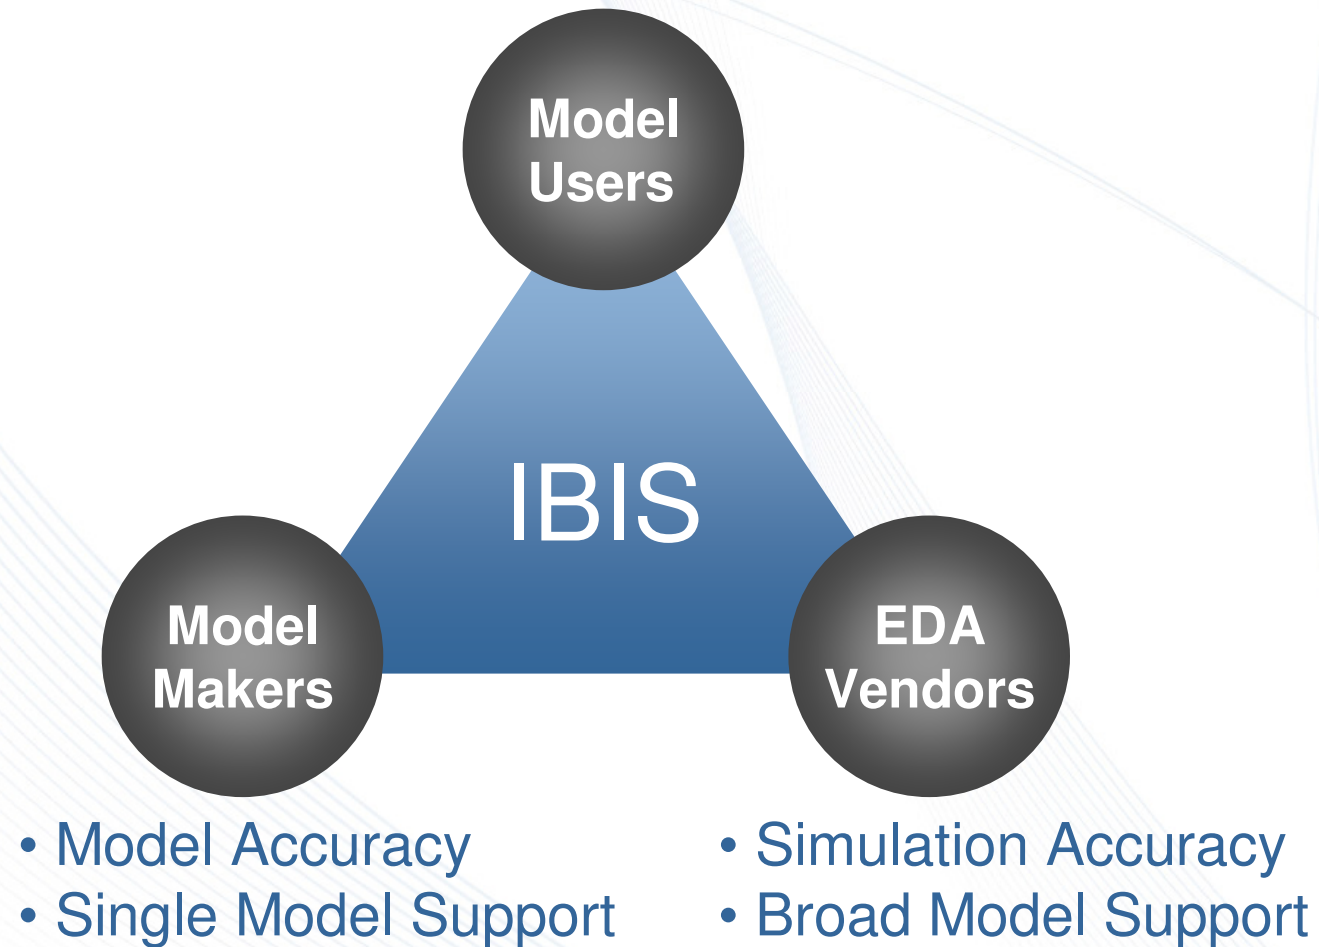 Model
Users
IBIS
Model
Makers
EDA
Vendors
• Model Accuracy
• Single Model Support
• Simulation Accuracy
• Broad Model Support